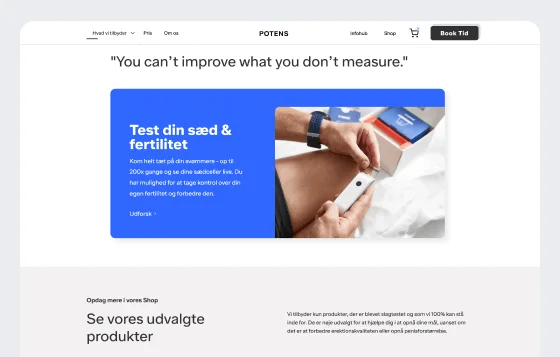 Hvad vi tilbyder Pris Om os POTENS Infohub Shop Book Tid
"You can't improve what you don't measure."
Test din sæd &
fertilitet
Kom helt tæt på din svømmere - op til
200x gange og se dine sædceller live. Du
har mulighed for at tage kontrol over din
egen fertilitet og forbedre den.
Udforsk
Opdag mere i vores Shop
Se vores udvalgte
produkter
Vi tilbyder kun produkter, der er blevet slagtestet og som vi 100% kan stå
inde for. De er nøje udvalgt for at hjælpe dig i at opnå dine mål, uanset om
det er at forbedre erektionskvaliteten eller opnå penisforstørrelse.